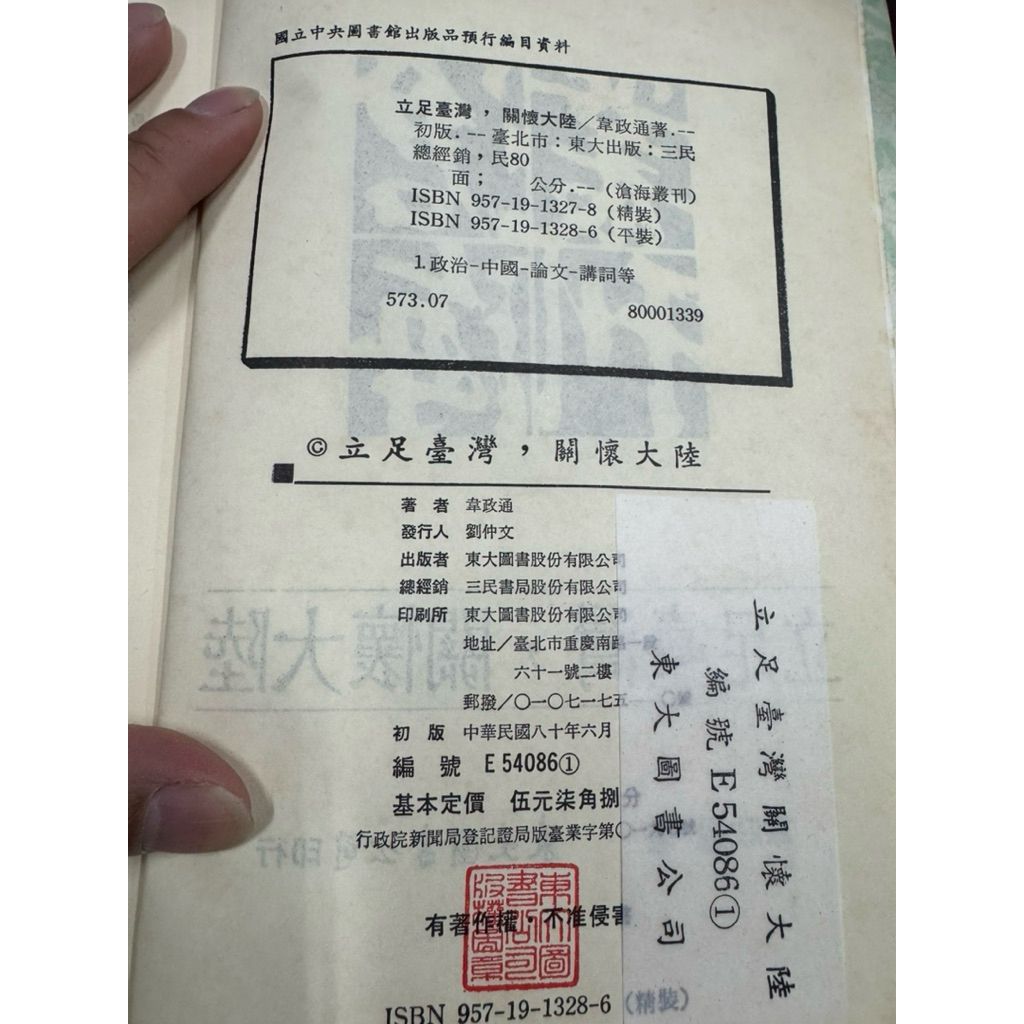 國立中央圖書館出版品預行編目資料
立足臺灣，關懷大陸／韋政通著.--
初版.--臺北市：東大出版：三民
總經銷，民80
面； 公分.--（滄海叢刊）
ISBN 957-19-1327-8（精裝）
ISBN 957-19-1328-6（平裝）
1.政治-中國-論文-講詞等
573.07 80001339
©立足臺灣，關懷大陸
著 者 韋政通
發行人 劉仲文
出版者 東大圖書股份有限公司
總經銷 三民書局股份有限公司
印刷所 東大圖書股份有限公司
地址／臺北市重慶南路一段
六十一號二樓
郵撥／〇一〇七一七五
初 版 中華民國八十年六月
編 號 E 54086①
基本定價 伍元柒角捌分
行政院新聞局登記證局版臺業字第〇
有著作權・不准侵害
東大圖書公司
ISBN 957-19-1328-6（精裝）
立足臺灣關懷大陸
編號 E 54086①
東大圖書公司